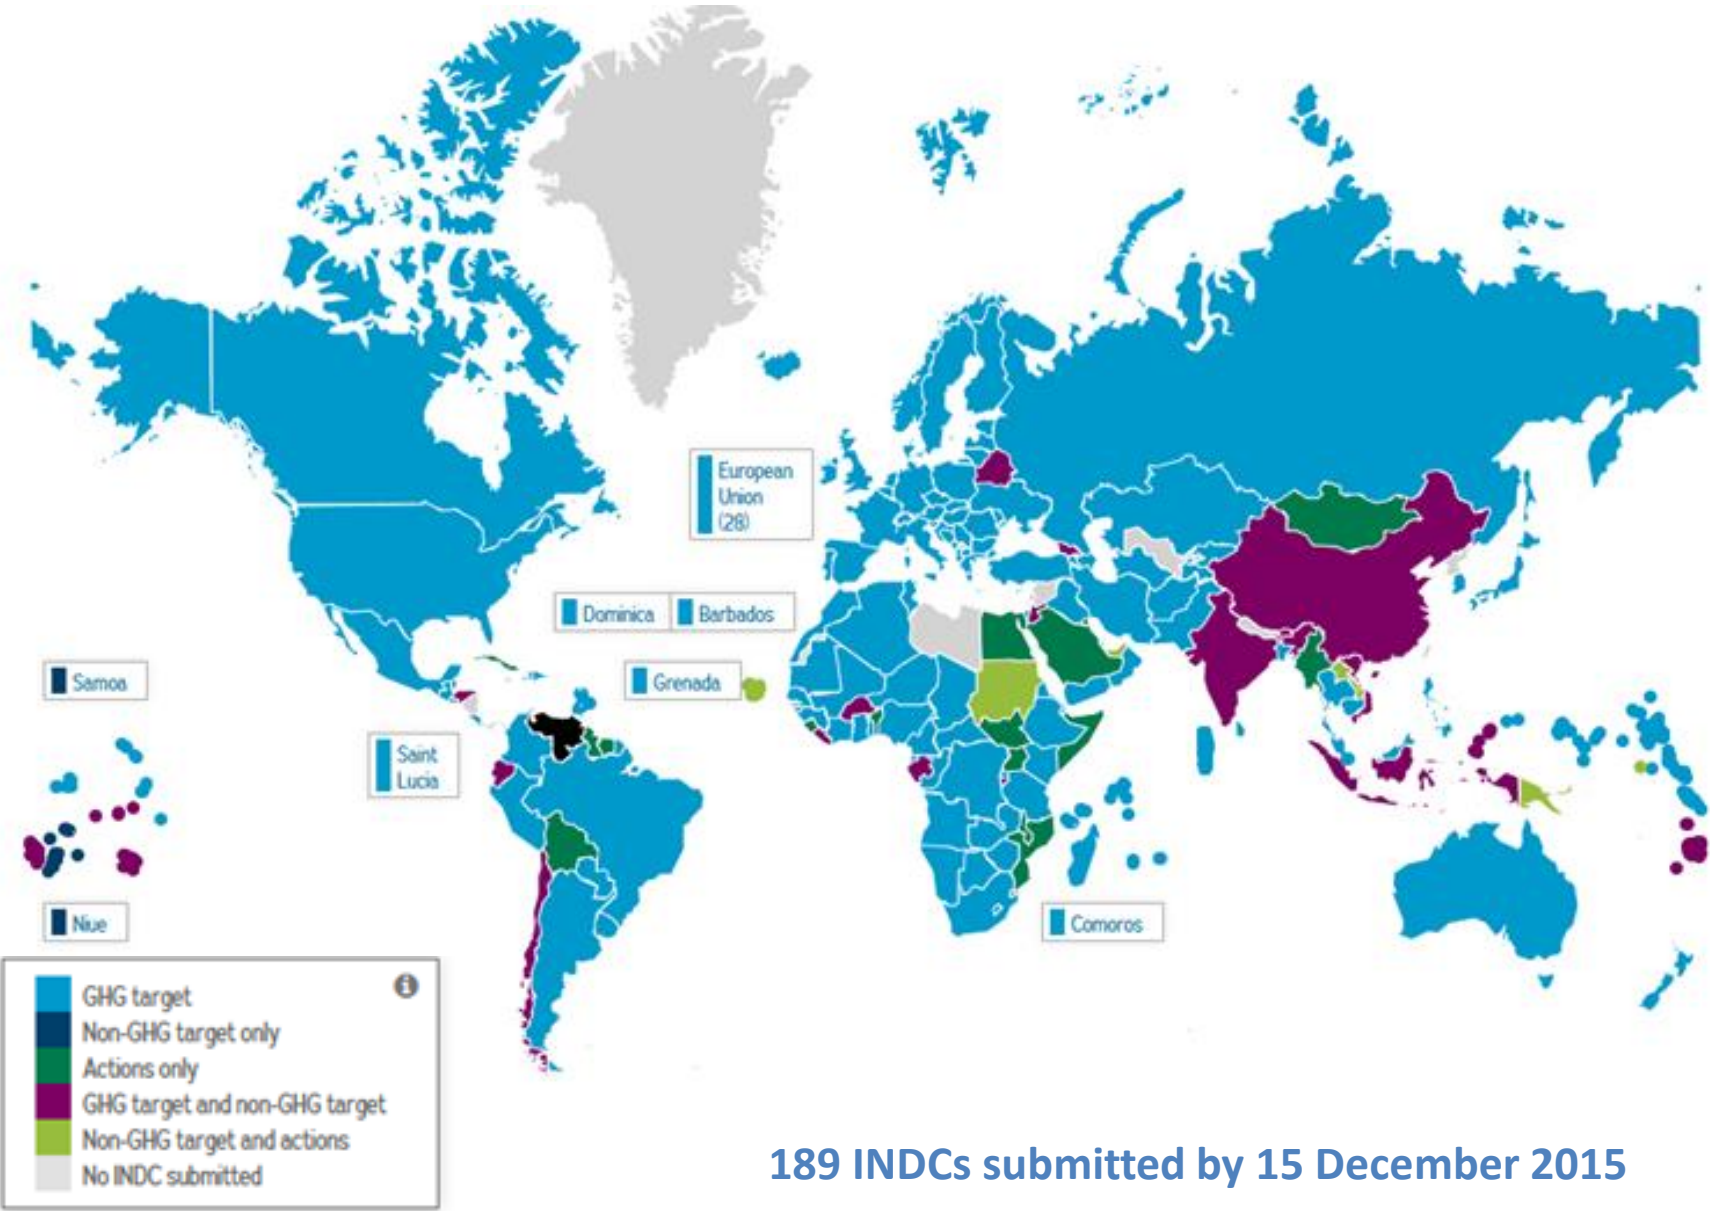 European
Union
(28)
Dominica
Barbados
Samoa
Grenada
Saint
Lucia
Niue
Comoros
GHG target
Non-GHG target only
Actions only
GHG target and non-GHG target
Non-GHG target and actions
No INDC submitted
189 INDCs submitted by 15 December 2015